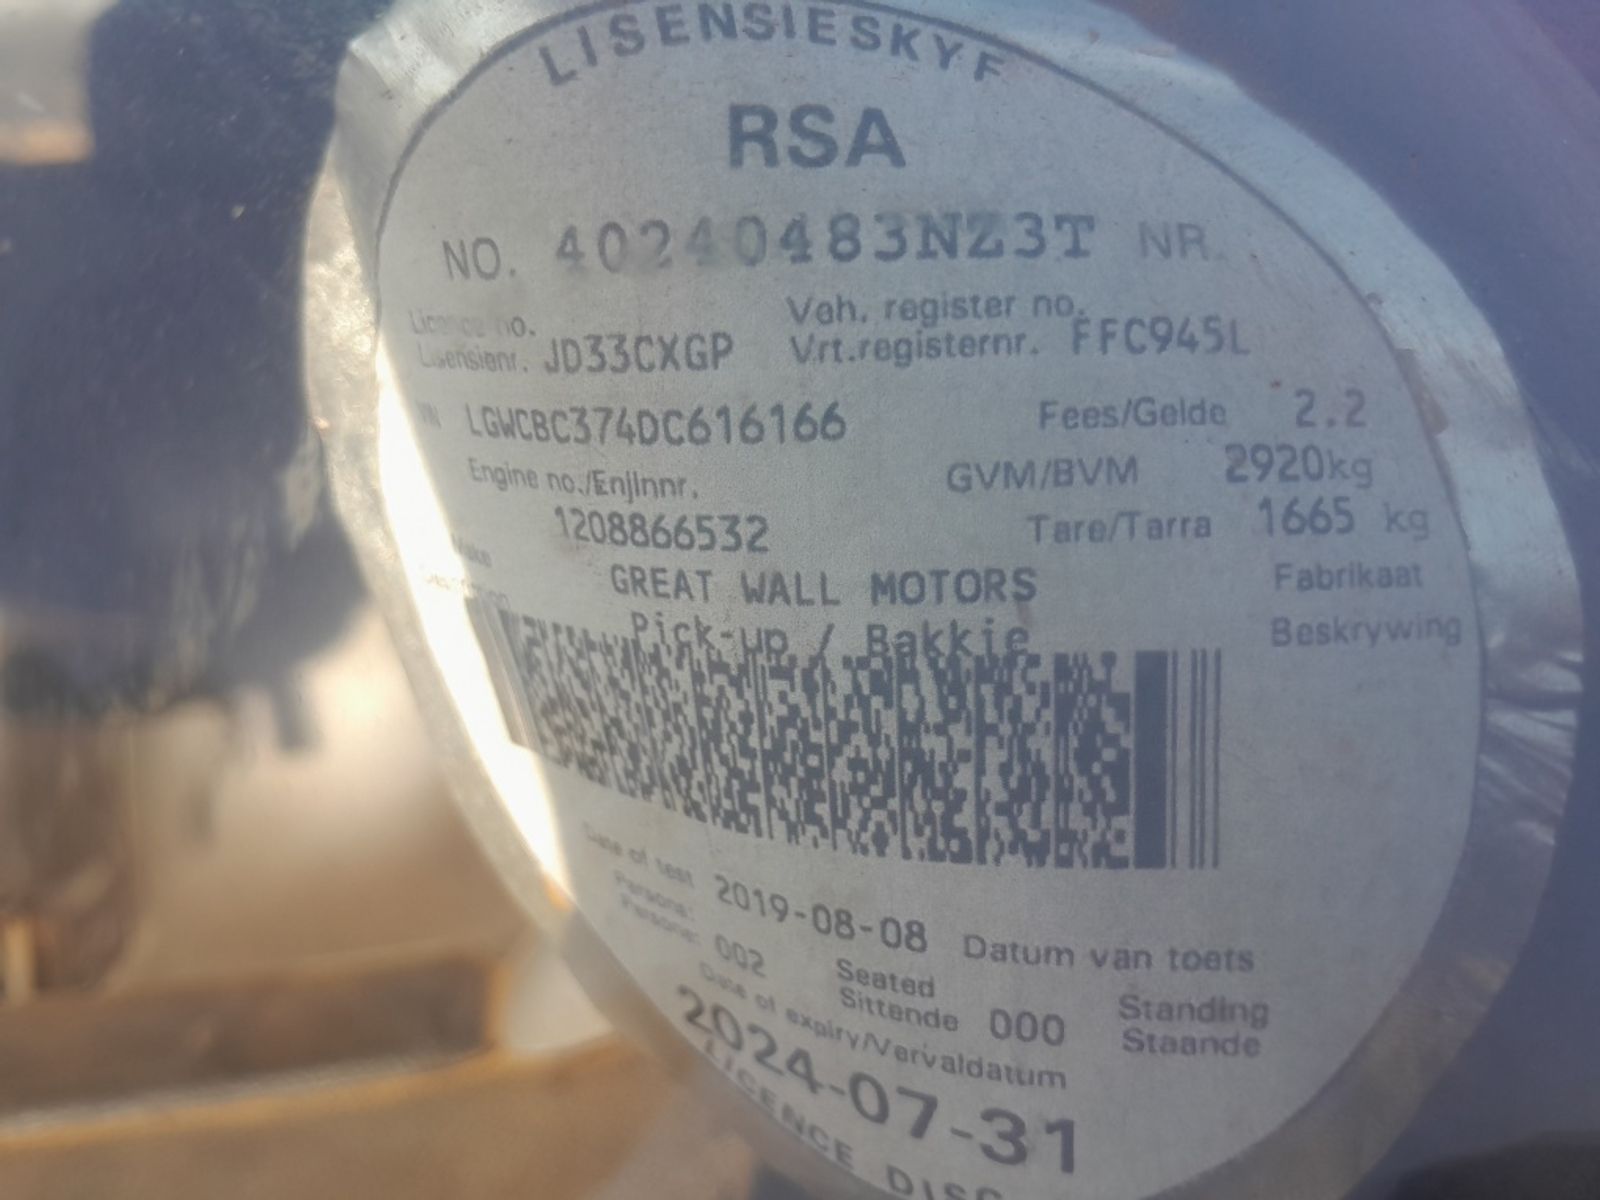 LISENSIESKYF
RSA
NO. 40240483NZ3T NR.
Licence no. Veh. register no.
Lisensienr. JD33CXGP Vrt.registernr. FFC945L
VIN LGWCBC374DC616166 Fees/Gelde 2.2
Engine no./Enjinnr. GVM/BVM 2920kg
1208866532 Tare/Tarra 1665 kg
Make GREAT WALL MOTORS Fabrikaat
Pick-up / Bakkie Beskrywing
Date of test 2019-08-08 Datum van toets
Persons: 002 Seated 000 Standing
Persone: Sittende Staande
Date of expiry/Vervaldatum
2024-07-31
LICENCE DISC